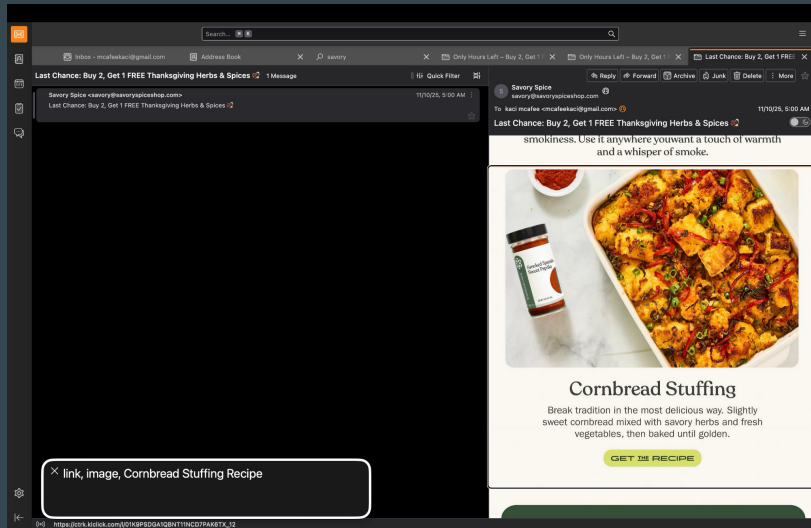 Search... ⌘ K
Inbox - mcafeekaci@gmail.com
Address Book
savory
Only Hours Left – Buy 2, Get 1 F
Only Hours Left – Buy 2, Get 1
Last Chance: Buy 2, Get 1 FREE
Last Chance: Buy 2, Get 1 FREE Thanksgiving Herbs & Spices
1 Message
Quick Filter
Savory Spice <savory@savoryspiceshop.com>
11/10/25, 5:00 AM
Last Chance: Buy 2, Get 1 FREE Thanksgiving Herbs & Spices
Reply
Forward
Archive
Junk
Delete
More
S
Savory Spice
savory@savoryspiceshop.com
To kaci mcafee <mcafeekaci@gmail.com>
11/10/25, 5:00 AM
Last Chance: Buy 2, Get 1 FREE Thanksgiving Herbs & Spices
smokiness. Use it anywhere youwant a touch of warmth
and a whisper of smoke.
Smoked Spanish
Sweet Paprika
Cornbread Stuffing
Break tradition in the most delicious way. Slightly
sweet cornbread mixed with savory herbs and fresh
vegetables, then baked until golden.
GET THE RECIPE
link, image, Cornbread Stuffing Recipe